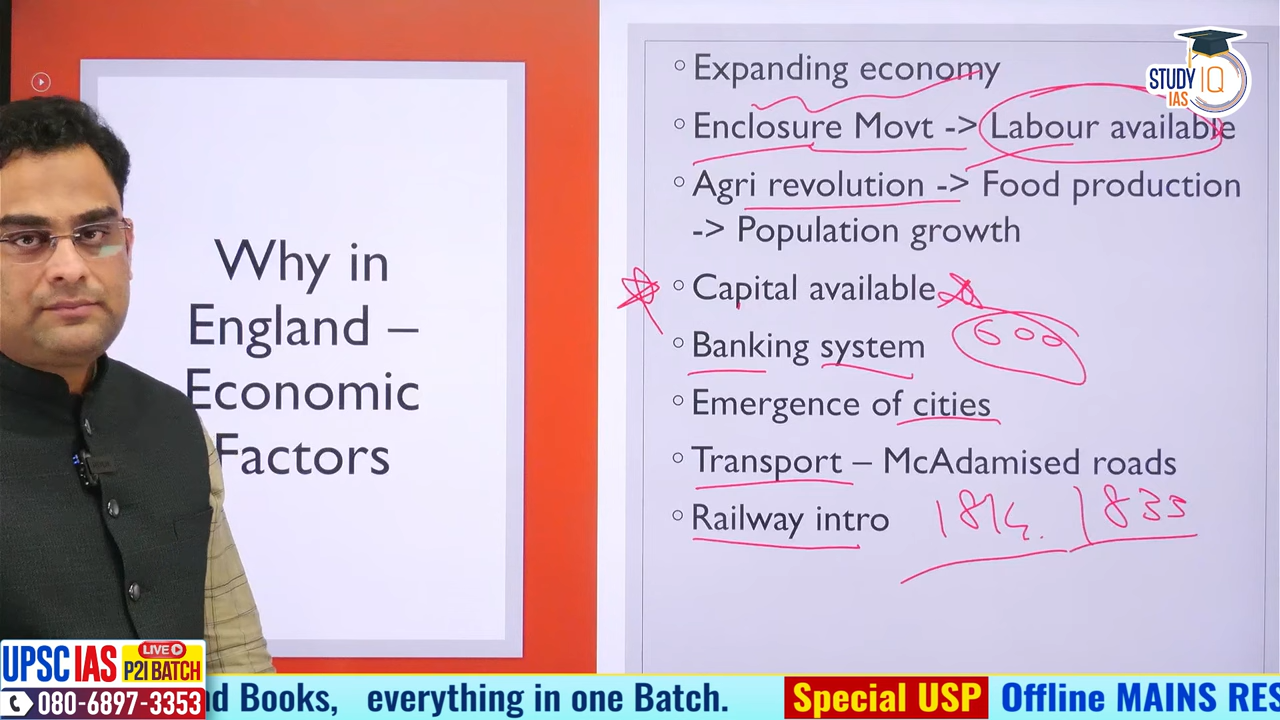 Why in
England –
Economic
Factors
Expanding economy
Enclosure Movt -> Labour available
Agri revolution -> Food production
-> Population growth
Capital available
Banking system
600
Emergence of cities
Transport – McAdamised roads
Railway intro
1814 1835
STUDY IQ
IAS
UPSC IAS LIVE P2I BATCH
080-6897-3353
nd Books, everything in one Batch. Special USP Offline MAINS RES